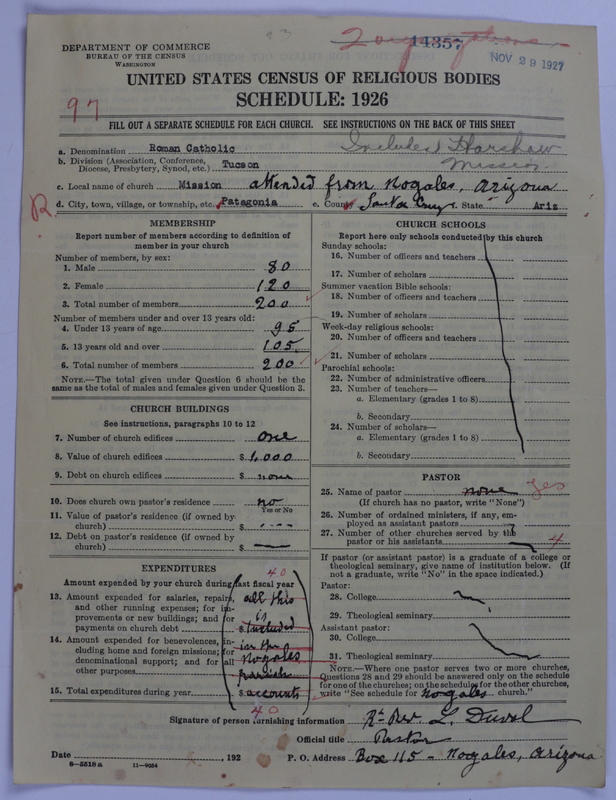 14357
NOV 29 1927
DEPARTMENT OF COMMERCE
BUREAU OF THE CENSUS
WASHINGTON
UNITED STATES CENSUS OF RELIGIOUS BODIES
SCHEDULE: 1926
97
FILL OUT A SEPARATE SCHEDULE FOR EACH CHURCH. SEE INSTRUCTIONS ON THE BACK OF THIS SHEET
a. Denomination Roman Catholic Includes Harshaw
b. Division (Association, Conference, Diocese, Presbytery, Synod, etc.) Tucson Mission
c. Local name of church Mission attended from Nogales, Arizona
R d. City, town, village, or township, etc. Patagonia e. County Santa Cruz State Ariz
MEMBERSHIP
Report number of members according to definition of
member in your church
Number of members, by sex:
1. Male 80
2. Female 120
3. Total number of members 200
Number of members under and over 13 years old:
4. Under 13 years of age 95
5. 13 years old and over 105
6. Total number of members 200
NOTE.—The total given under Question 6 should be
same as the total of males and females given under Question 3.
CHURCH BUILDINGS
See instructions, paragraphs 10 to 12
7. Number of church edifices one
8. Value of church edifices $ 1,000
9. Debt on church edifices $ none
10. Does church own pastor's residence no
Yes or No
11. Value of pastor's residence (if owned by
church) $
12. Debt on pastor's residence (if owned by
church) $
EXPENDITURES 40
Amount expended by your church during last fiscal year
13. Amount expended for salaries, repairs, all this
and other running expenses; for im-
provements or new buildings; and for is
payments on church debt $ included
14. Amount expended for benevolences, in- in the
cluding home and foreign missions; for
denominational support; and for all Nogales
other purposes parish
15. Total expenditures during year $ accounts
40
CHURCH SCHOOLS
Report here only schools conducted by this church
Sunday schools:
16. Number of officers and teachers
17. Number of scholars
Summer vacation Bible schools:
18. Number of officers and teachers
19. Number of scholars
Week-day religious schools:
20. Number of officers and teachers
21. Number of scholars
Parochial schools:
22. Number of administrative officers
23. Number of teachers—
a. Elementary (grades 1 to 8)
b. Secondary
24. Number of scholars—
a. Elementary (grades 1 to 8)
b. Secondary
PASTOR
25. Name of pastor none yes
(If church has no pastor, write "None")
26. Number of ordained ministers, if any, em-
ployed as assistant pastors
27. Number of other churches served by the
pastor or his assistants 4
If pastor (or assistant pastor) is a graduate of a college or
theological seminary, give name of institution below. (If
not a graduate, write "No" in the space indicated.)
Pastor:
28. College
29. Theological seminary
Assistant pastor:
30. College
31. Theological seminary
NOTE.—Where one pastor serves two or more churches,
Questions 28 and 29 should be answered only on the schedule
for one of the churches; on the schedule for the other churches,
write "See schedule for Nogales church."
Signature of person furnishing information Rt. Rev. L. Duval
Official title Pastor
Date , 192 P. O. Address Box 115 - Nogales, Arizona
8—5518a 11—9054